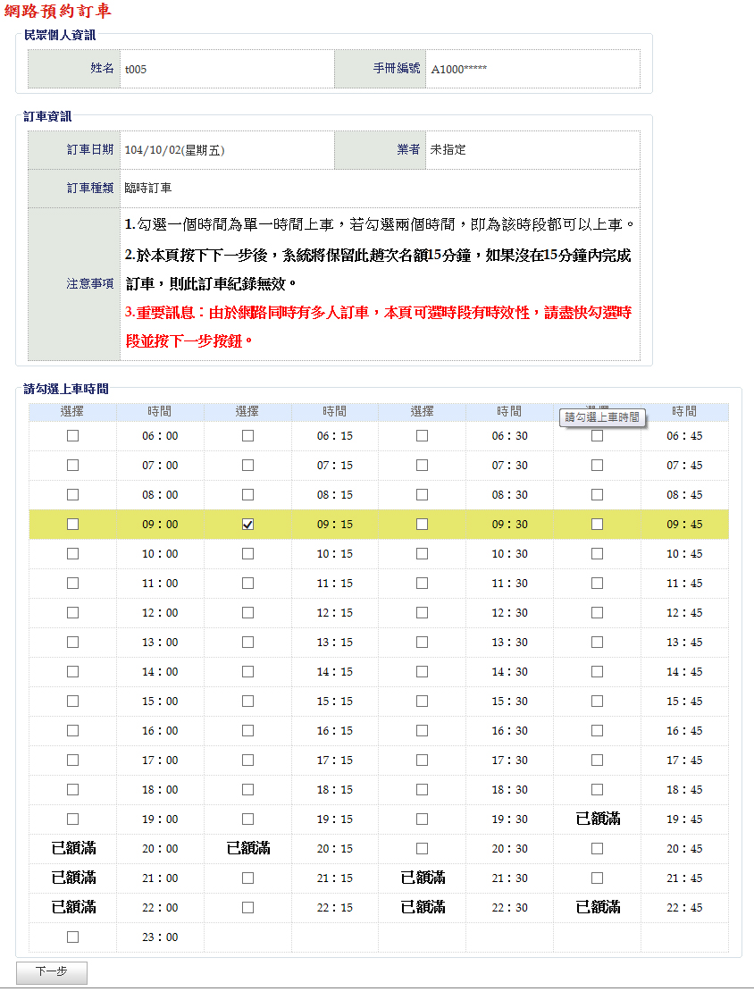 網路預約訂車
民眾個人資訊
姓名 t005 手冊編號 A1000*****
訂車資訊
訂車日期 104/10/02(星期五) 業者 未指定
訂車種類 臨時訂車
注意事項
1.勾選一個時間為單一時間上車，若勾選兩個時間，即為該時段都可以上車。
2.於本頁按下下一步後，系統將保留此趟次名額15分鐘，如果沒在15分鐘內完成
訂車，則此訂車紀錄無效。
3.重要訊息：由於網路同時有多人訂車，本頁可選時段有時效性，請盡快勾選時
段並按下一步按鈕。
請勾選上車時間
選擇 時間 選擇 時間 選擇 時間 時間
請勾選上車時間
06：00 06：15 06：30 06：45
07：00 07：15 07：30 07：45
08：00 08：15 08：30 08：45
09：00 09：15 09：30 09：45
10：00 10：15 10：30 10：45
11：00 11：15 11：30 11：45
12：00 12：15 12：30 12：45
13：00 13：15 13：30 13：45
14：00 14：15 14：30 14：45
15：00 15：15 15：30 15：45
16：00 16：15 16：30 16：45
17：00 17：15 17：30 17：45
18：00 18：15 18：30 18：45
19：00 19：15 19：30 已額滿 19：45
已額滿 20：00 已額滿 20：15 20：30 20：45
已額滿 21：00 21：15 已額滿 21：30 21：45
已額滿 22：00 22：15 已額滿 22：30 已額滿 22：45
23：00
下一步